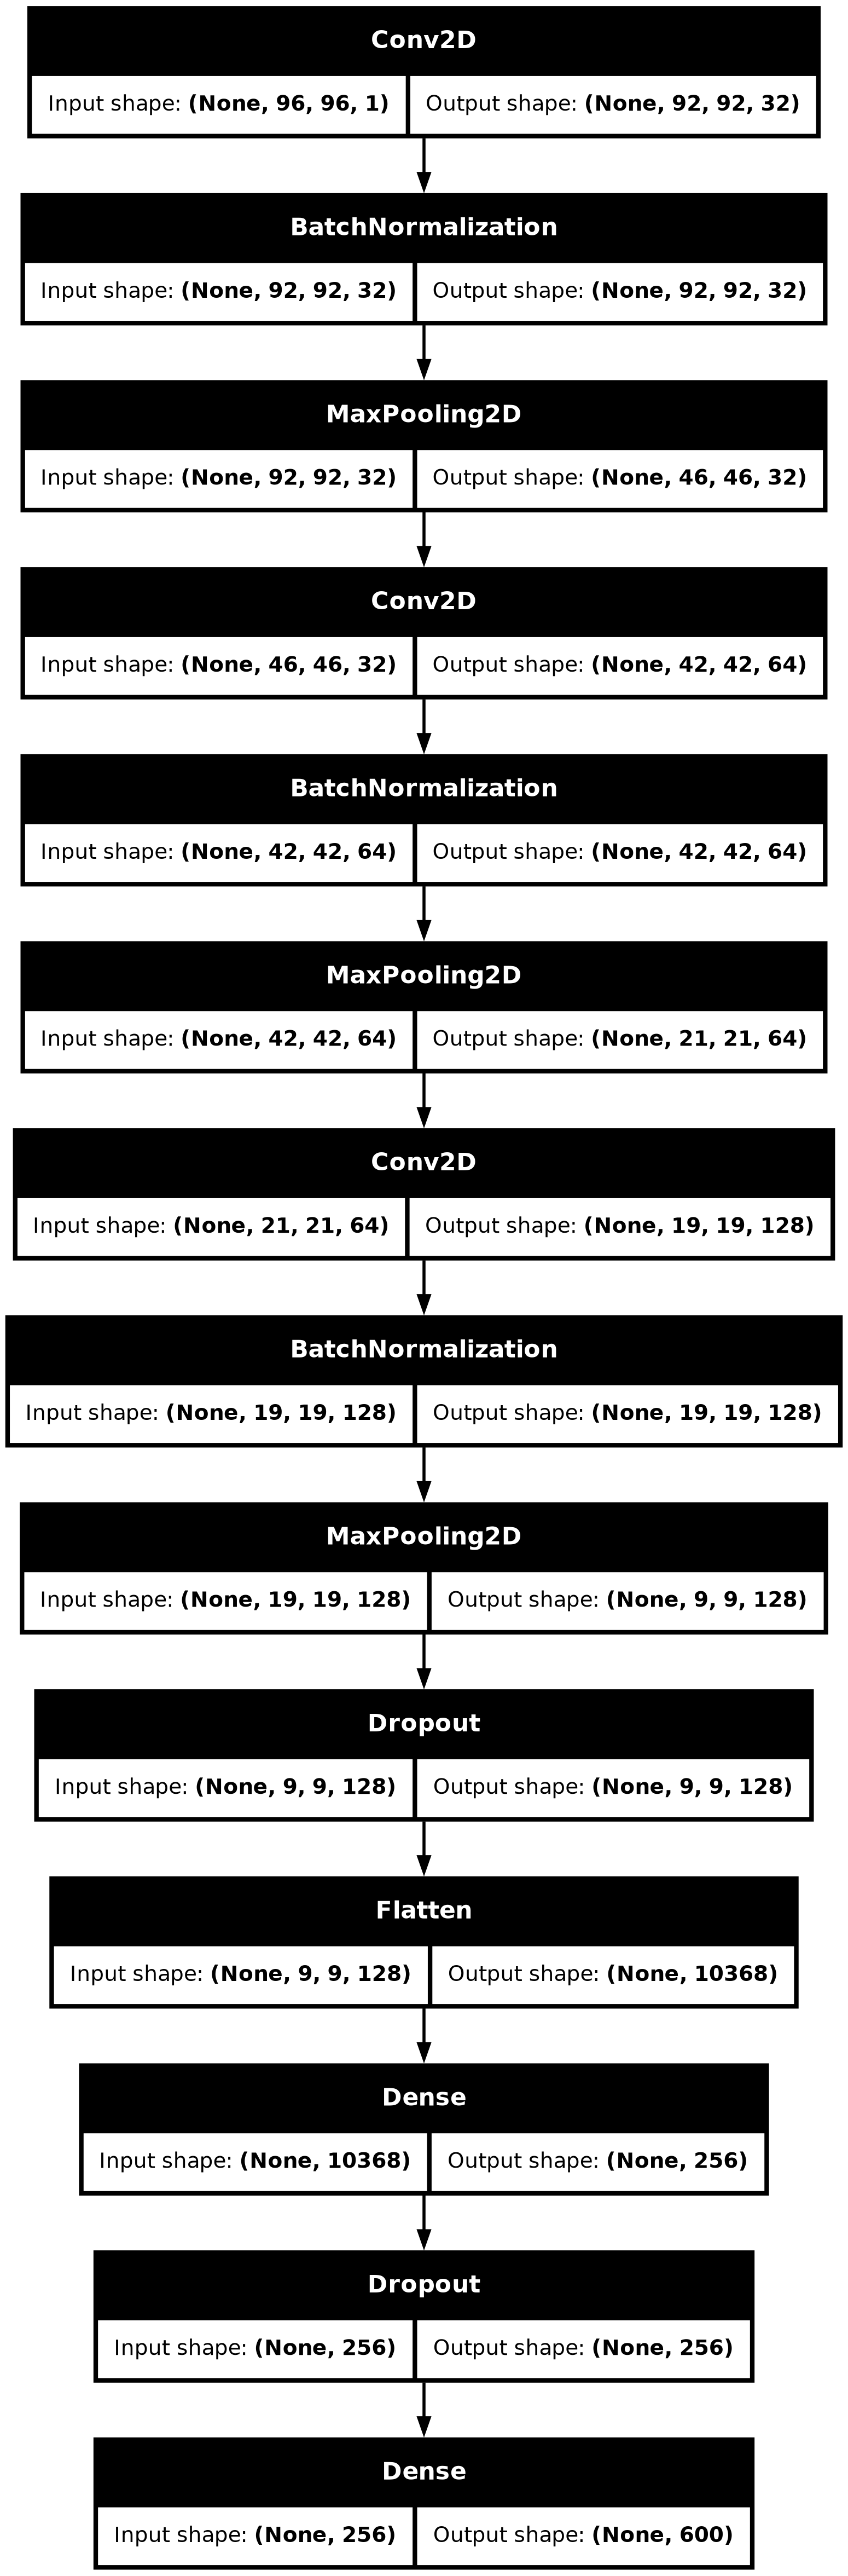 Conv2D
Input shape: (None, 96, 96, 1) Output shape: (None, 92, 92, 32)
BatchNormalization
Input shape: (None, 92, 92, 32) Output shape: (None, 92, 92, 32)
MaxPooling2D
Input shape: (None, 92, 92, 32) Output shape: (None, 46, 46, 32)
Conv2D
Input shape: (None, 46, 46, 32) Output shape: (None, 42, 42, 64)
BatchNormalization
Input shape: (None, 42, 42, 64) Output shape: (None, 42, 42, 64)
MaxPooling2D
Input shape: (None, 42, 42, 64) Output shape: (None, 21, 21, 64)
Conv2D
Input shape: (None, 21, 21, 64) Output shape: (None, 19, 19, 128)
BatchNormalization
Input shape: (None, 19, 19, 128) Output shape: (None, 19, 19, 128)
MaxPooling2D
Input shape: (None, 19, 19, 128) Output shape: (None, 9, 9, 128)
Dropout
Input shape: (None, 9, 9, 128) Output shape: (None, 9, 9, 128)
Flatten
Input shape: (None, 9, 9, 128) Output shape: (None, 10368)
Dense
Input shape: (None, 10368) Output shape: (None, 256)
Dropout
Input shape: (None, 256) Output shape: (None, 256)
Dense
Input shape: (None, 256) Output shape: (None, 600)